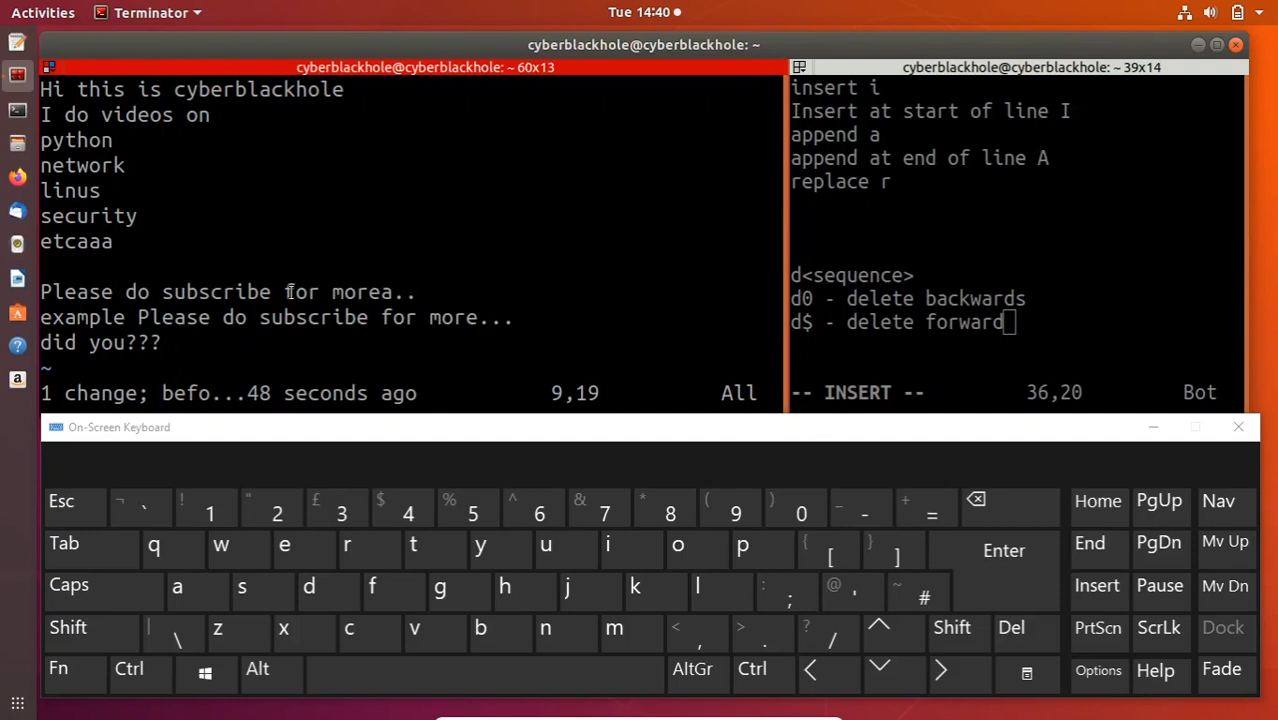 Activities
Terminator
Tue 14:40
cyberblackhole@cyberblackhole: ~
cyberblackhole@cyberblackhole: ~ 60x13
Hi this is cyberblackhole
I do videos on
python
network
linus
security
etcaaa
Please do subscribe for morea..
example Please do subscribe for more...
did you???
~
1 change; befo...48 seconds ago 9,19 All
cyberblackhole@cyberblackhole: ~ 39x14
insert i
Insert at start of line I
append a
append at end of line A
replace r
d<sequence>
d0 - delete backwards
d$ - delete forward
-- INSERT -- 36,20 Bot
a
On-Screen Keyboard
Esc ¬ ` ! 1 " 2 £ 3 $ 4 % 5 ^ 6 & 7 * 8 ( 9 ) 0 _ - + = Home PgUp Nav
Tab q w e r t y u i o p { [ } ] Enter End PgDn Mv Up
Caps a s d f g h j k l : ; @ ' ~ # Insert Pause Mv Dn
Shift | \ z x c v b n m < , > . ? / Shift Del PrtScn ScrLk Dock
Fn Ctrl Alt AltGr Ctrl Options Help Fade